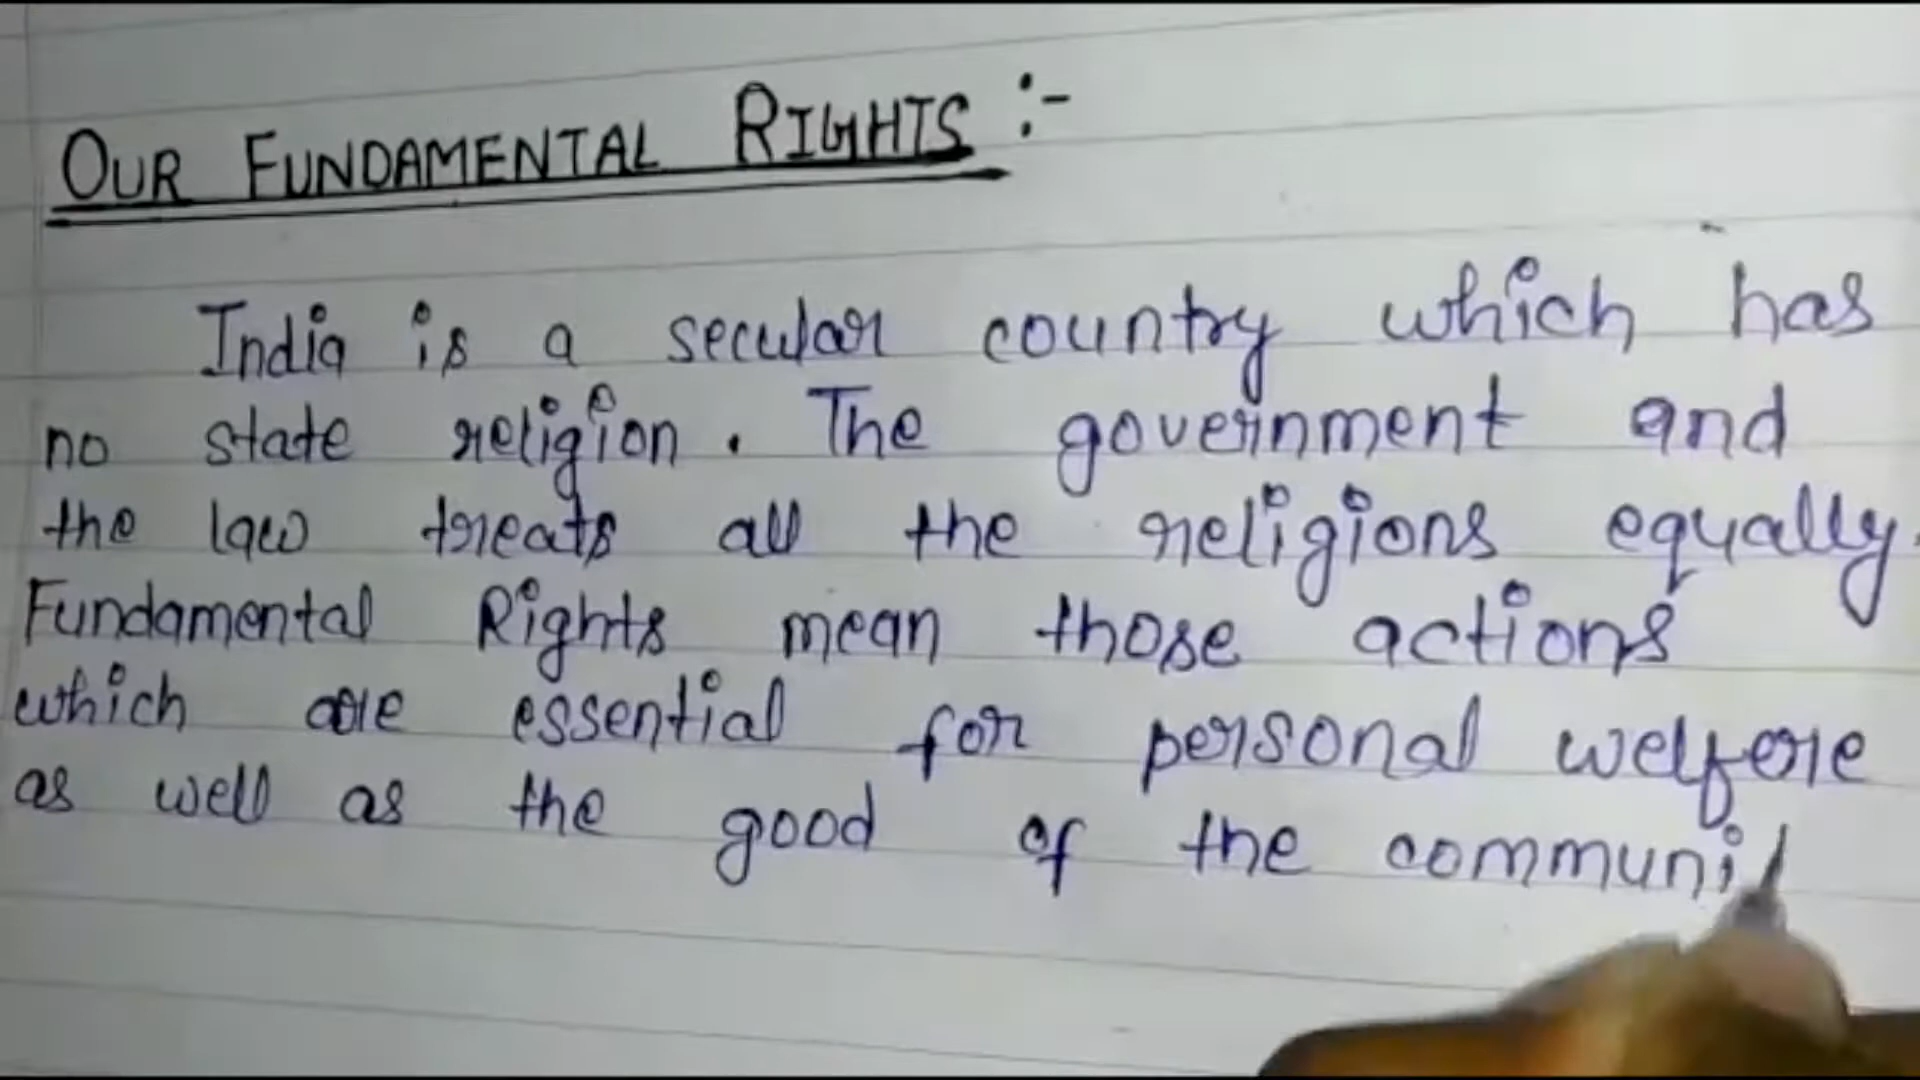 OUR FUNDAMENTAL RIGHTS :-
India is a secular country which has
no state religion. The government and
the law treats all the religions equally.
Fundamental Rights mean those actions
which are essential for personal welfere
as well as the good of the communi